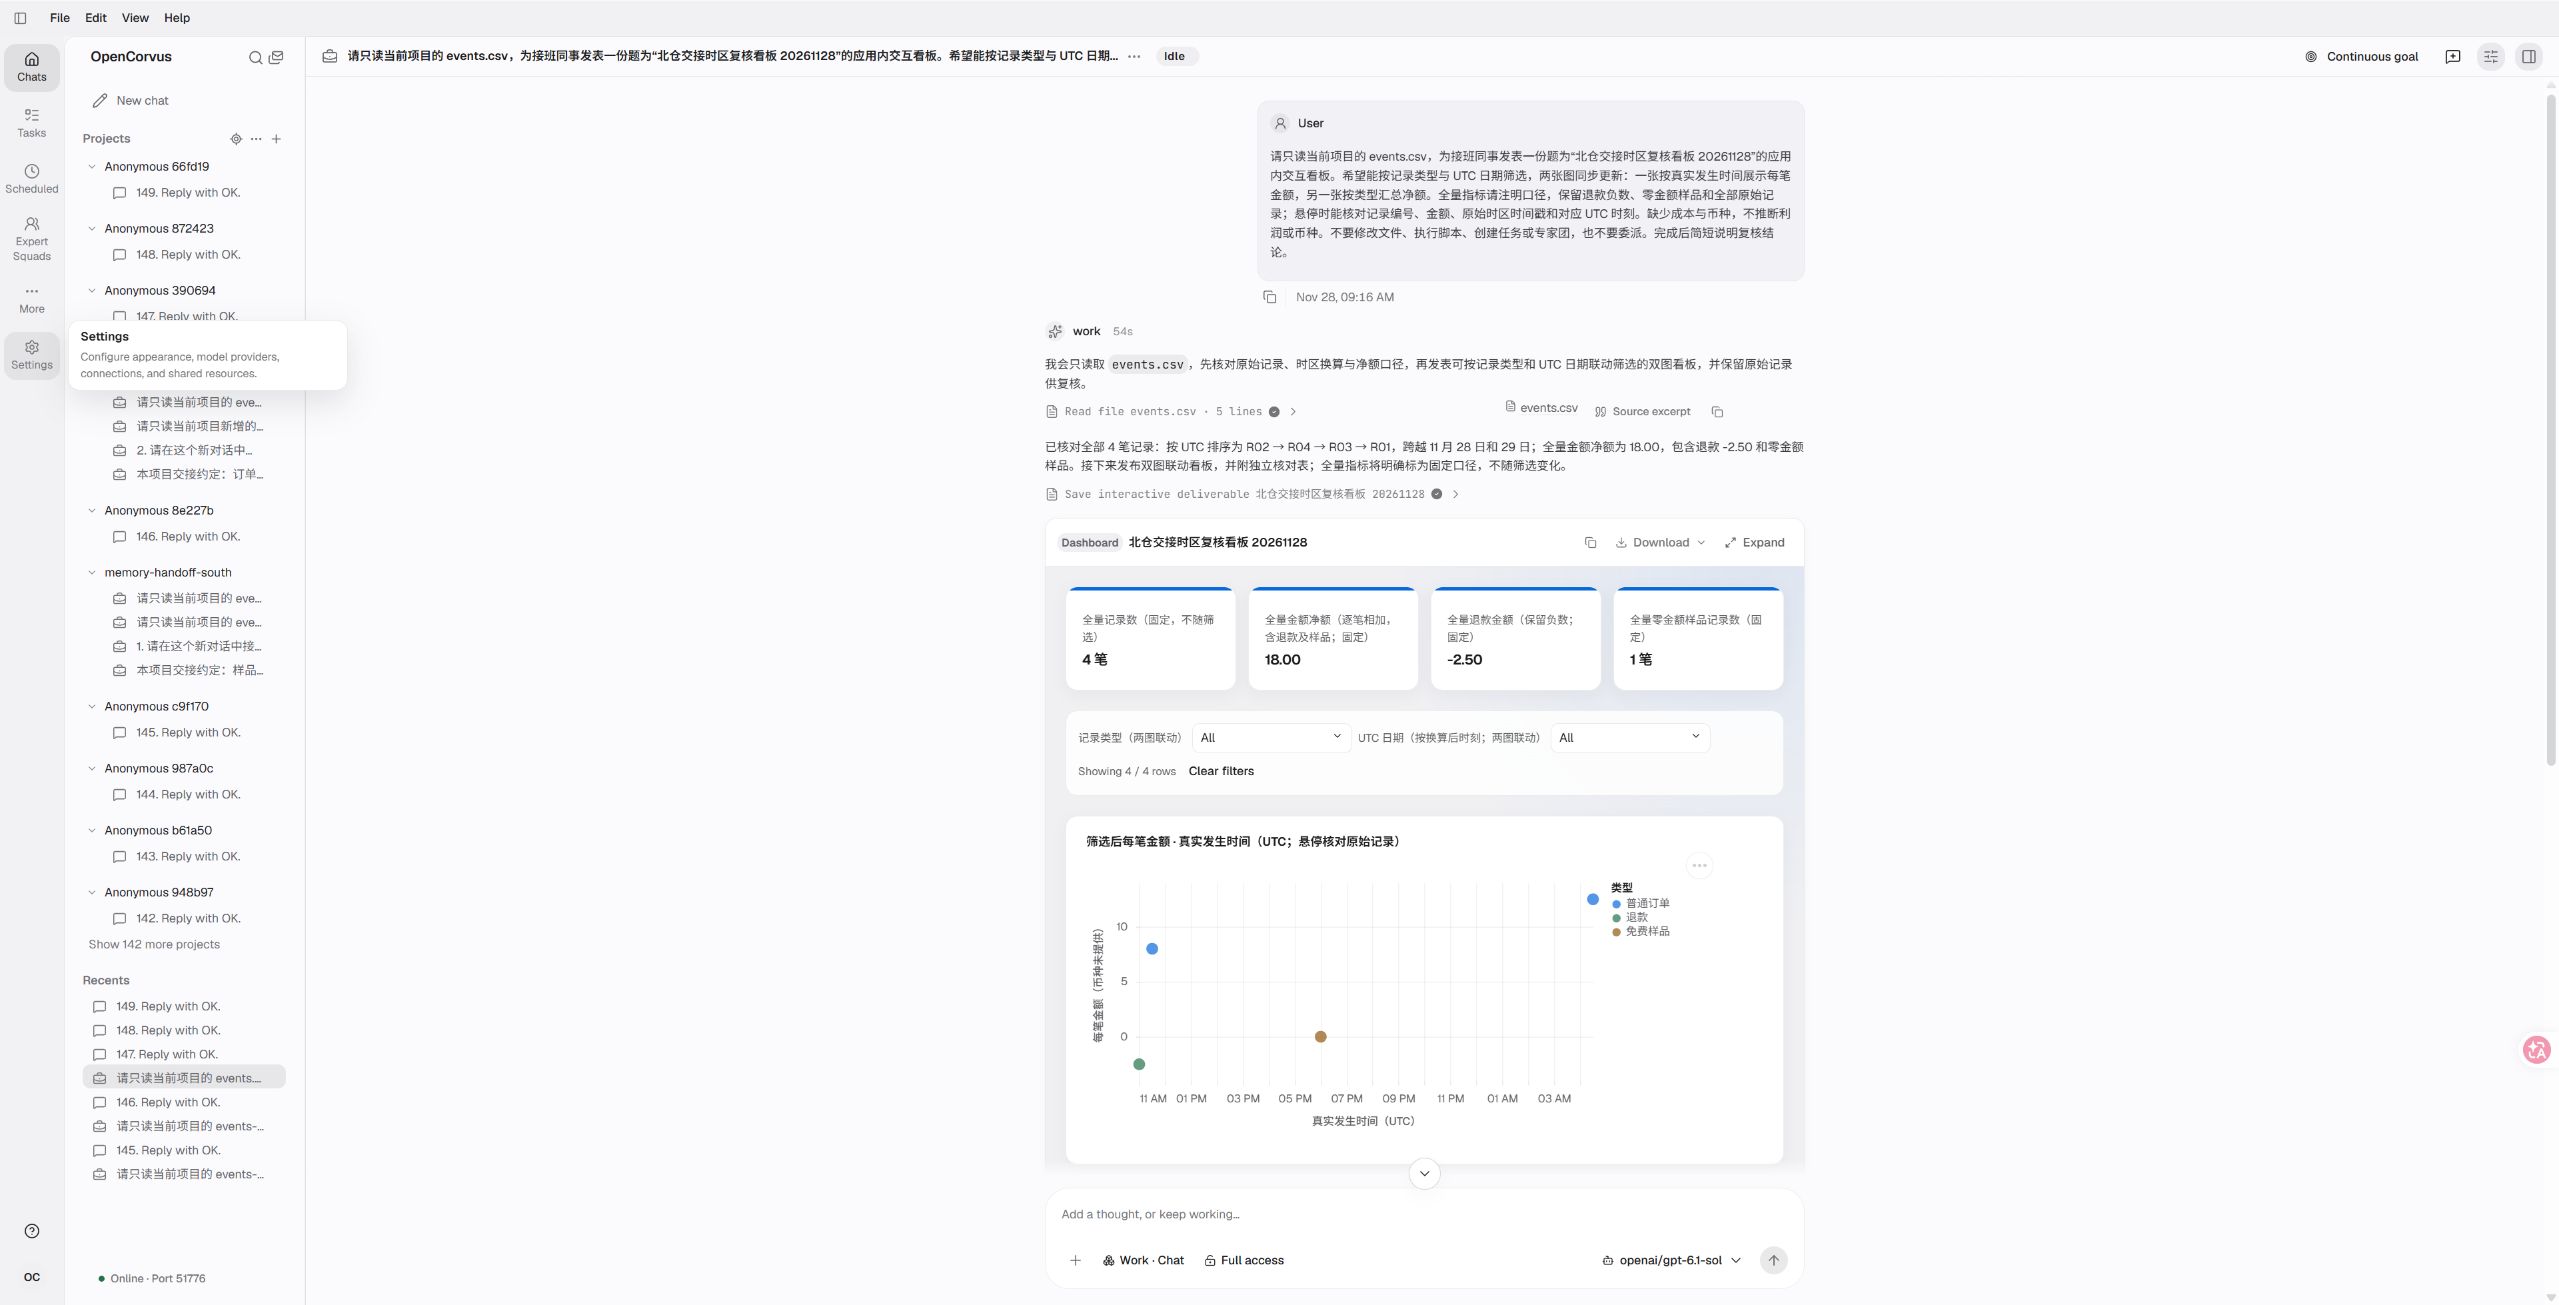 File Edit View Help
Chats
Tasks
Scheduled
Expert
Squads
More
Settings
OC
OpenCorvus
New chat
Projects
Anonymous 66fd19
149. Reply with OK.
Anonymous 872423
148. Reply with OK.
Anonymous 390694
147. Reply with OK.
Settings
Configure appearance, model providers,
connections, and shared resources.
请只读当前项目的 eve...
请只读当前项目新增的...
2. 请在这个新对话中...
本项目交接约定：订单...
Anonymous 8e227b
146. Reply with OK.
memory-handoff-south
请只读当前项目的 eve...
请只读当前项目的 eve...
1. 请在这个新对话中接...
本项目交接约定：样品...
Anonymous c9f170
145. Reply with OK.
Anonymous 987a0c
144. Reply with OK.
Anonymous b61a50
143. Reply with OK.
Anonymous 948b97
142. Reply with OK.
Show 142 more projects
Recents
149. Reply with OK.
148. Reply with OK.
147. Reply with OK.
请只读当前项目的 events....
146. Reply with OK.
请只读当前项目的 events-...
145. Reply with OK.
请只读当前项目的 events-...
Online · Port 51776
请只读当前项目的 events.csv，为接班同事发表一份题为“北仓交接时区复核看板 20261128”的应用内交互看板。希望能按记录类型与 UTC 日期... Idle
Continuous goal
User
请只读当前项目的 events.csv，为接班同事发表一份题为“北仓交接时区复核看板 20261128”的应用
内交互看板。希望能按记录类型与 UTC 日期筛选，两张图同步更新：一张按真实发生时间展示每笔
金额，另一张按类型汇总净额。全量指标请注明口径，保留退款负数、零金额样品和全部原始记
录；悬停时能核对记录编号、金额、原始时区时间戳和对应 UTC 时刻。缺少成本与币种，不推断利
润或币种。不要修改文件、执行脚本、创建任务或专家团，也不要委派。完成后简短说明复核结
论。
Nov 28, 09:16 AM
work 54s
我会只读取 events.csv，先核对原始记录、时区换算与净额口径，再发表可按记录类型和 UTC 日期联动筛选的双图看板，并保留原始记录
供复核。
Read file events.csv · 5 lines
events.csv Source excerpt
已核对全部 4 笔记录：按 UTC 排序为 R02 → R04 → R03 → R01，跨越 11 月 28 日和 29 日；全量金额净额为 18.00，包含退款 -2.50 和零金额
样品。接下来发布双图联动看板，并附独立核对表；全量指标将明确标为固定口径，不随筛选变化。
Save interactive deliverable 北仓交接时区复核看板 20261128
Dashboard 北仓交接时区复核看板 20261128
Download Expand
全量记录数（固定，不随筛
选）
4 笔
全量金额净额（逐笔相加，
含退款及样品；固定）
18.00
全量退款金额（保留负数；
固定）
-2.50
全量零金额样品记录数（固
定）
1 笔
记录类型（两图联动） All UTC 日期（按换算后时刻；两图联动） All
Showing 4 / 4 rows Clear filters
筛选后每笔金额 · 真实发生时间（UTC；悬停核对原始记录）
类型
普通订单
退款
免费样品
每笔金额（币种未提供）
10
5
0
11 AM 01 PM 03 PM 05 PM 07 PM 09 PM 11 PM 01 AM 03 AM
真实发生时间（UTC）
Add a thought, or keep working...
Work · Chat Full access openai/gpt-6.1-sol